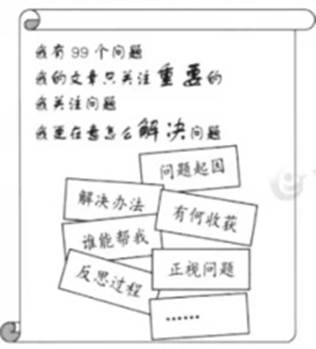 我有99个问题
我的文章只关注重要的
我关注问题
我更在意怎么解决问题
问题起因
解决办法
有何收获
谁能帮我
反思过程
正视问题
……